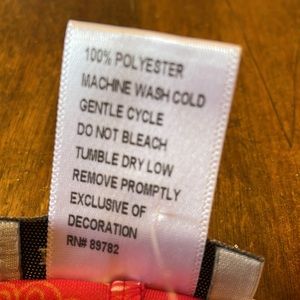 100% POLYESTER
MACHINE WASH COLD
GENTLE CYCLE
DO NOT BLEACH
TUMBLE DRY LOW
REMOVE PROMPTLY
EXCLUSIVE OF
DECORATION
RN# 89782